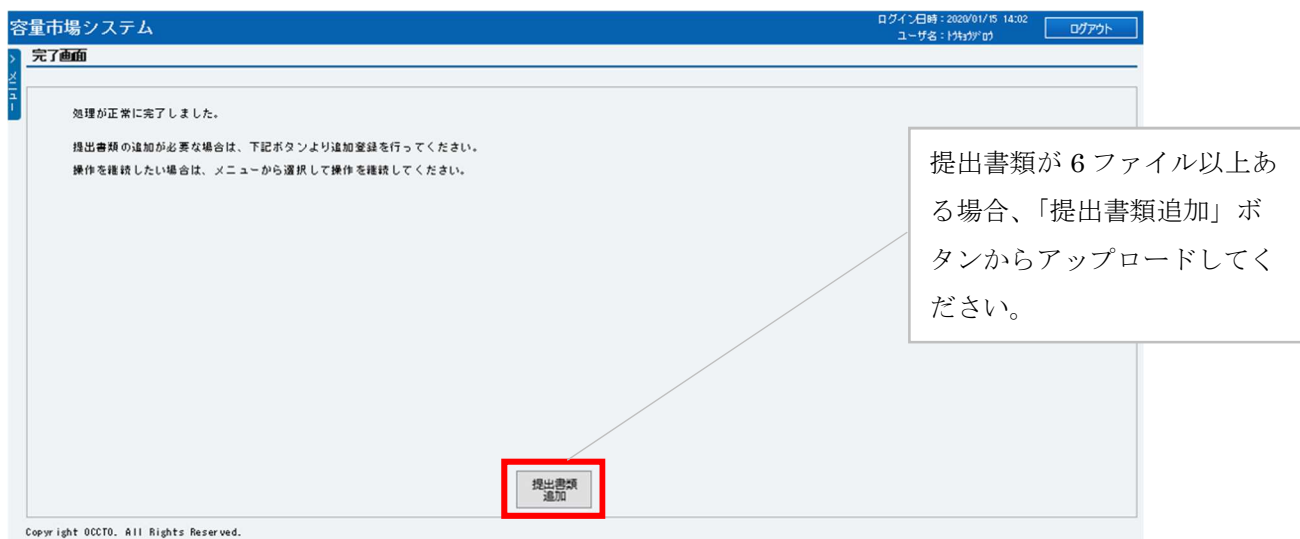 容量市場システム
ログイン日時：2020/01/15 14:02
ユーザ名：ﾄｳｷｮｳｼﾞﾛｳ
ログアウト
＞ メニュー
完了画面
処理が正常に完了しました。
提出書類の追加が必要な場合は、下記ボタンより追加登録を行ってください。
操作を継続したい場合は、メニューから選択して操作を継続してください。
提出書類が 6 ファイル以上あ
る場合、「提出書類追加」ボ
タンからアップロードしてく
ださい。
提出書類
追加
Copyright OCCTO. All Rights Reserved.